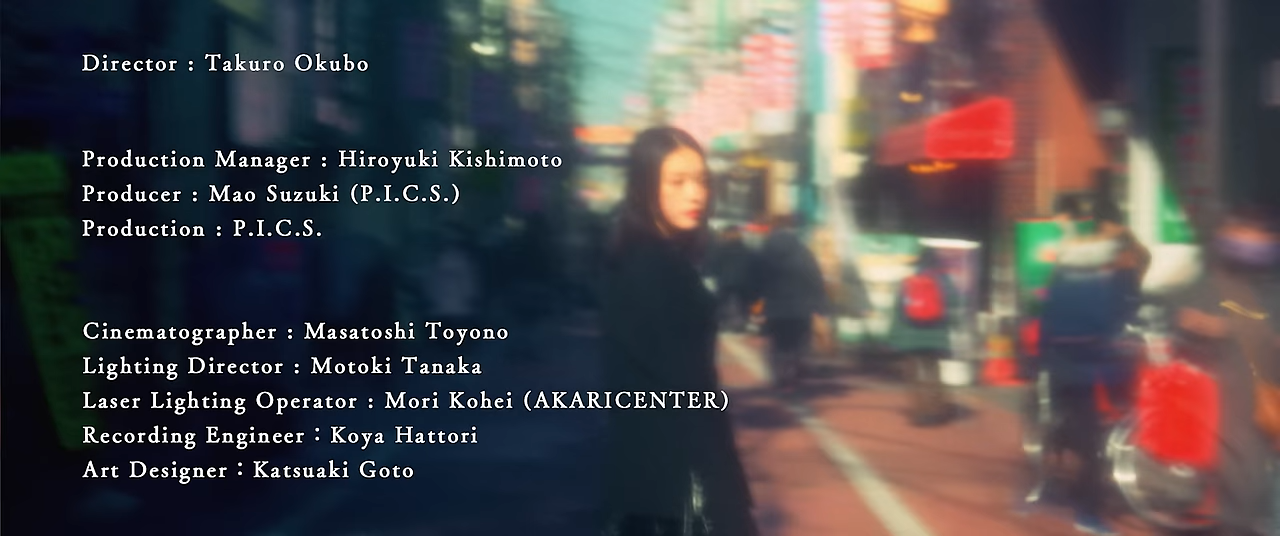 Director : Takuro Okubo
Production Manager : Hiroyuki Kishimoto
Producer : Mao Suzuki (P.I.C.S.)
Production : P.I.C.S.
Cinematographer : Masatoshi Toyono
Lighting Director : Motoki Tanaka
Laser Lighting Operator : Mori Kohei (AKARICENTER)
Recording Engineer：Koya Hattori
Art Designer：Katsuaki Goto